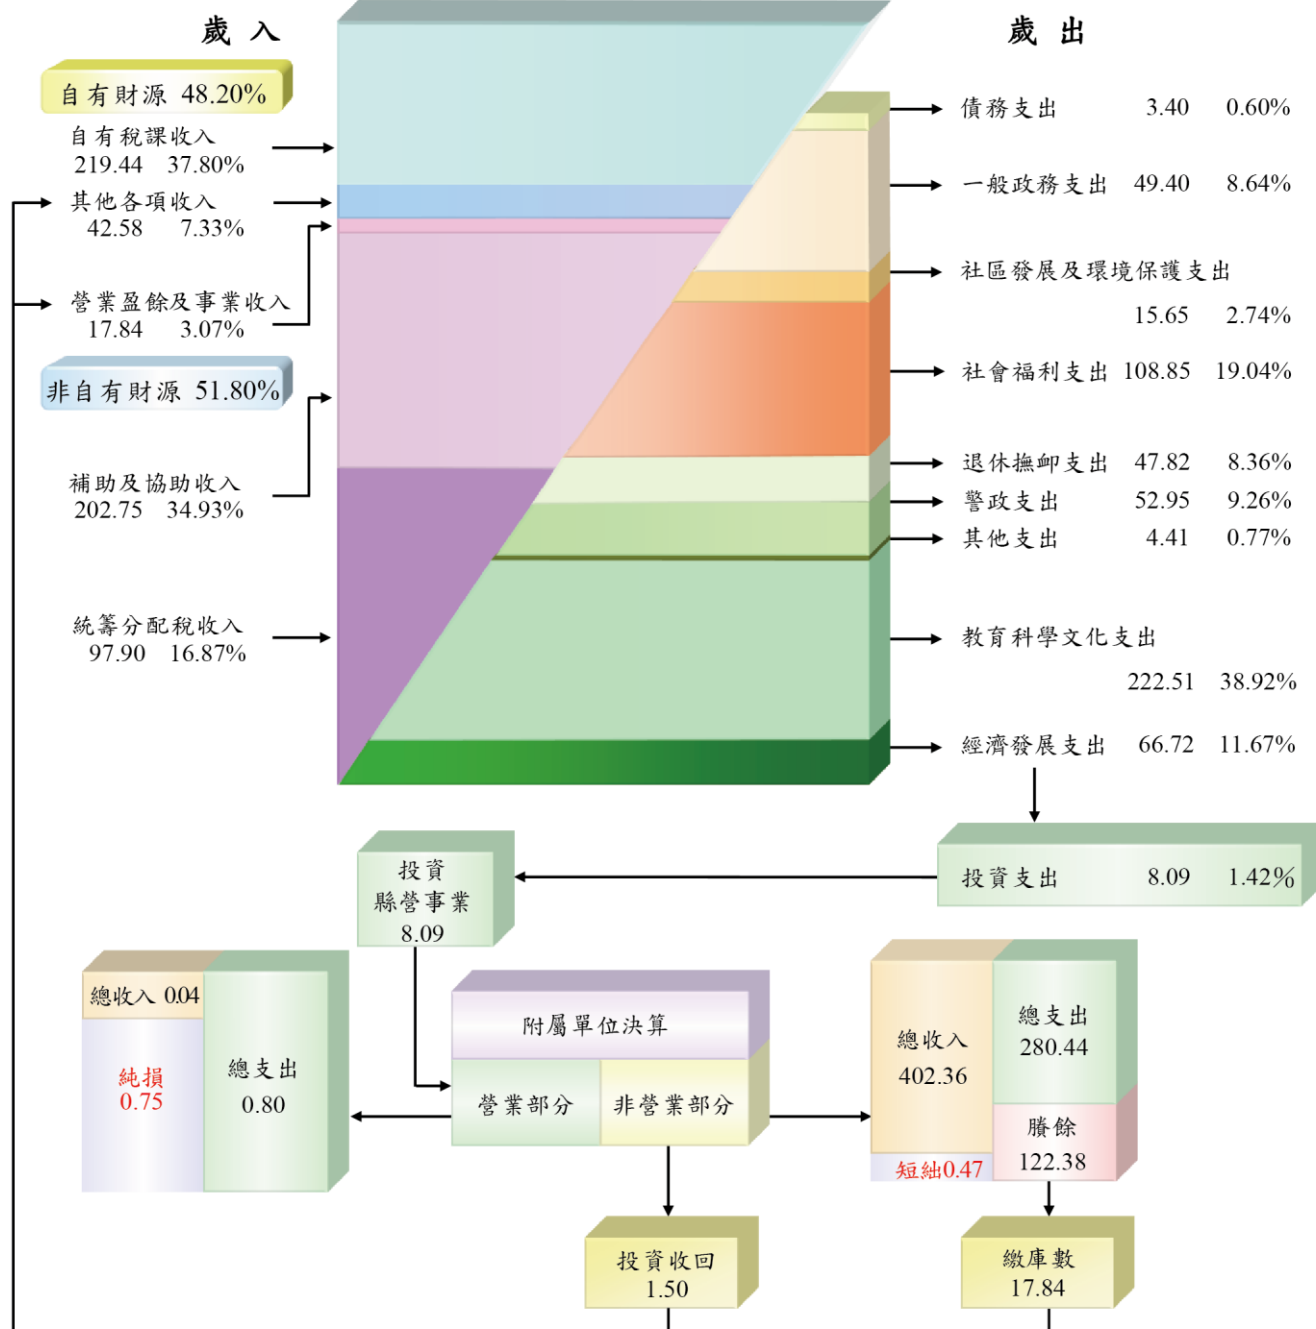 歲 入
自有財源 48.20%
自有稅課收入
219.44 37.80%
其他各項收入
42.58 7.33%
營業盈餘及事業收入
17.84 3.07%
非自有財源 51.80%
補助及協助收入
202.75 34.93%
統籌分配稅收入
97.90 16.87%
歲 出
債務支出 3.40 0.60%
一般政務支出 49.40 8.64%
社區發展及環境保護支出
15.65 2.74%
社會福利支出 108.85 19.04%
退休撫卹支出 47.82 8.36%
警政支出 52.95 9.26%
其他支出 4.41 0.77%
教育科學文化支出
222.51 38.92%
經濟發展支出 66.72 11.67%
投資支出 8.09 1.42%
投資
縣營事業
8.09
總收入 0.04
純損
0.75
總支出
0.80
附屬單位決算
營業部分
非營業部分
總收入
402.36
短絀0.47
總支出
280.44
賸餘
122.38
投資收回
1.50
繳庫數
17.84